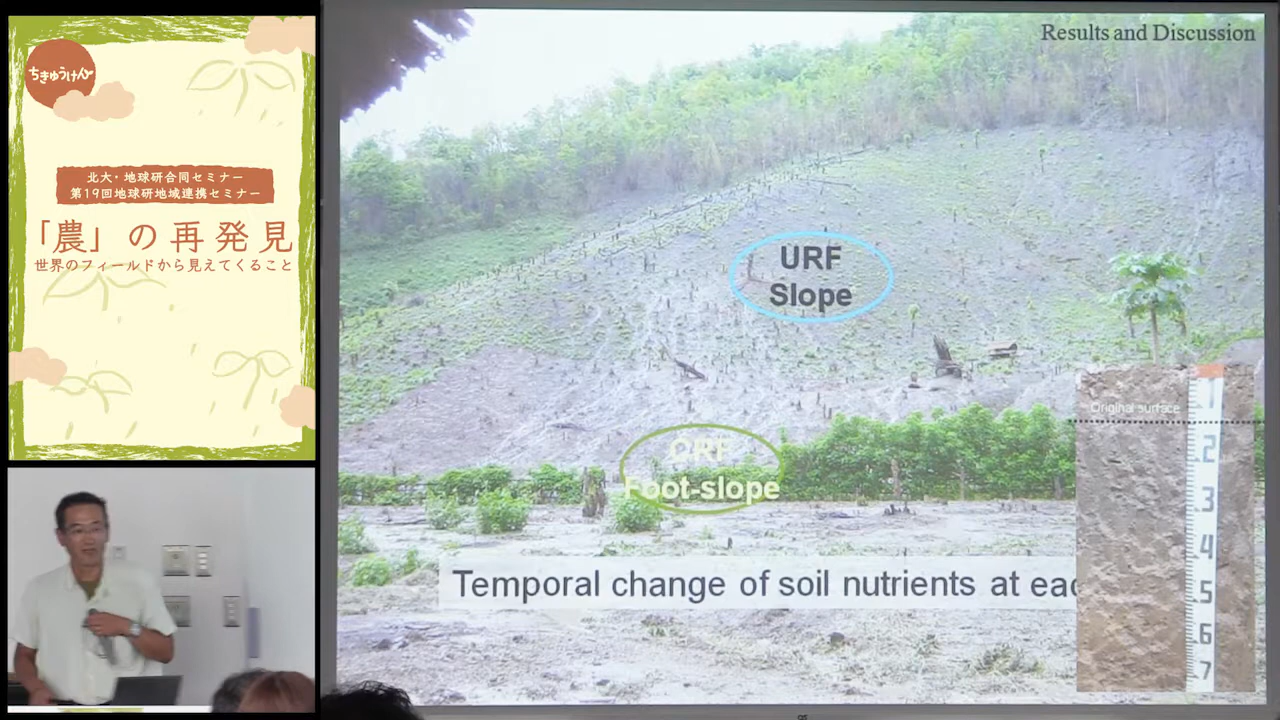 ちきゅうけん
北大・地球研合同セミナー
第19回地球研地域連携セミナー
「農」の再発見
世界のフィールドから見えてくること
Results and Discussion
URF
Slope
ORF
Foot-slope
Original surface
Temporal change of soil nutrients at eac
1
2
3
4
5
6
7